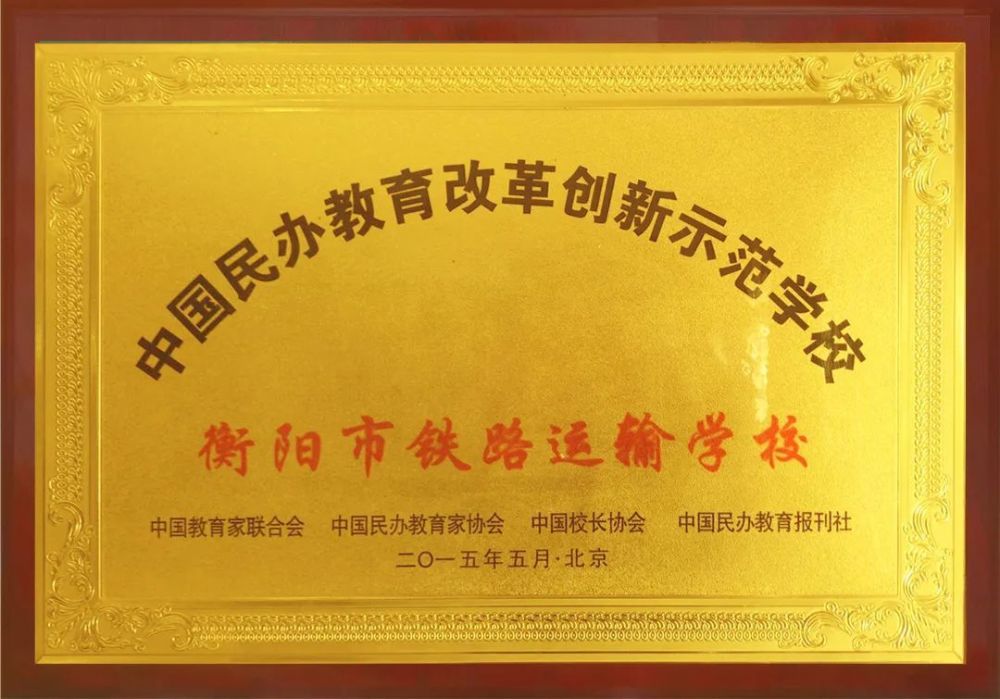 中国民办教育改革创新示范学校
衡阳市铁路运输学校
中国教育家联合会 中国民办教育家协会 中国校长协会 中国民办教育报刊社
二〇一五年五月·北京